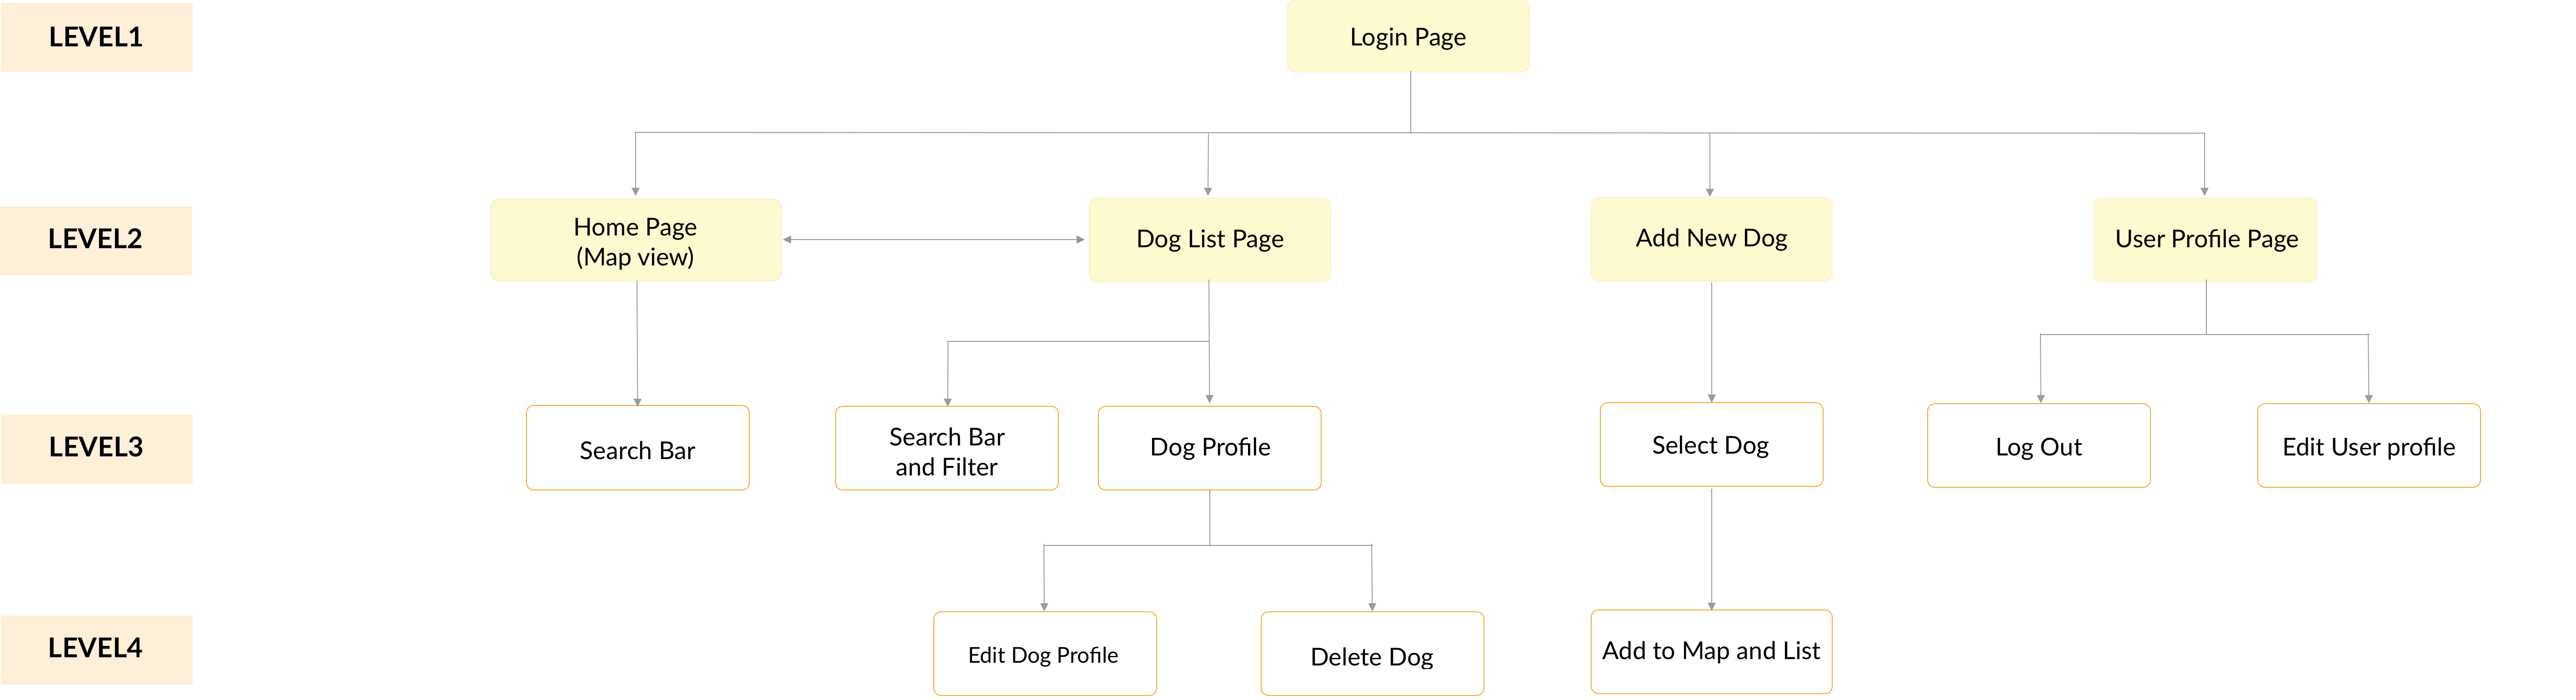 LEVEL1
Login Page
LEVEL2
Home Page
(Map view)
Dog List Page
Add New Dog
User Profile Page
LEVEL3
Search Bar
Search Bar
and Filter
Dog Profile
Select Dog
Log Out
Edit User profile
LEVEL4
Edit Dog Profile
Delete Dog
Add to Map and List